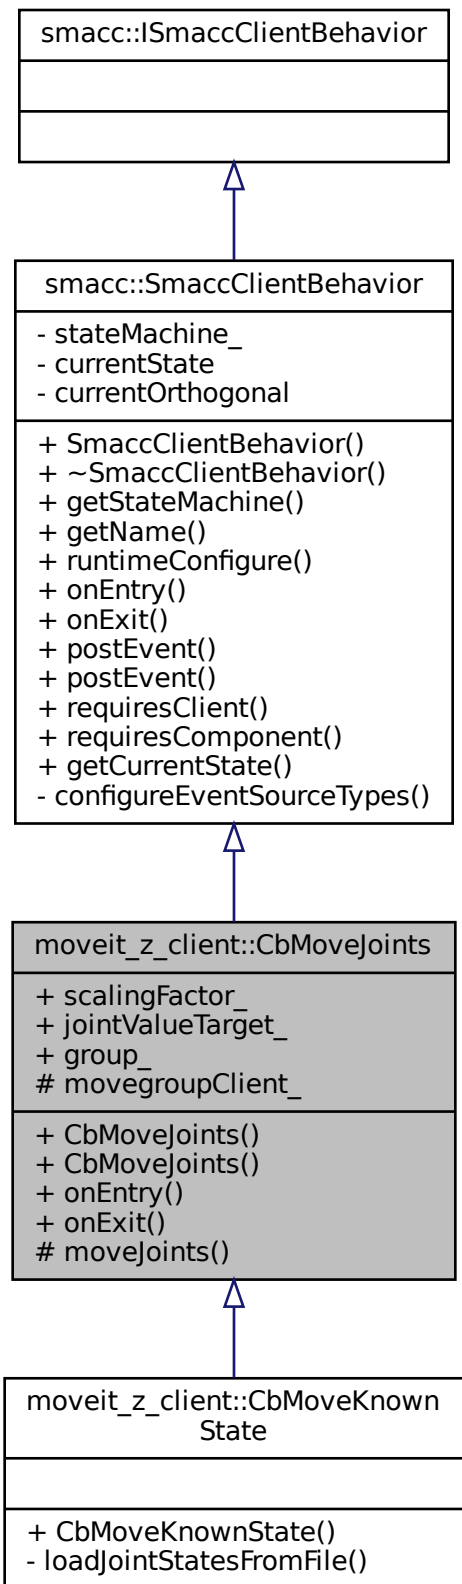 smacc::ISmaccClientBehavior
smacc::SmaccClientBehavior
- stateMachine_
- currentState
- currentOrthogonal
+ SmaccClientBehavior()
+ ~SmaccClientBehavior()
+ getStateMachine()
+ getName()
+ runtimeConfigure()
+ onEntry()
+ onExit()
+ postEvent()
+ postEvent()
+ requiresClient()
+ requiresComponent()
+ getCurrentState()
- configureEventSourceTypes()
moveit_z_client::CbMoveJoints
+ scalingFactor_
+ jointValueTarget_
+ group_
# movegroupClient_
+ CbMoveJoints()
+ CbMoveJoints()
+ onEntry()
+ onExit()
# moveJoints()
moveit_z_client::CbMoveKnown
State
+ CbMoveKnownState()
- loadJointStatesFromFile()